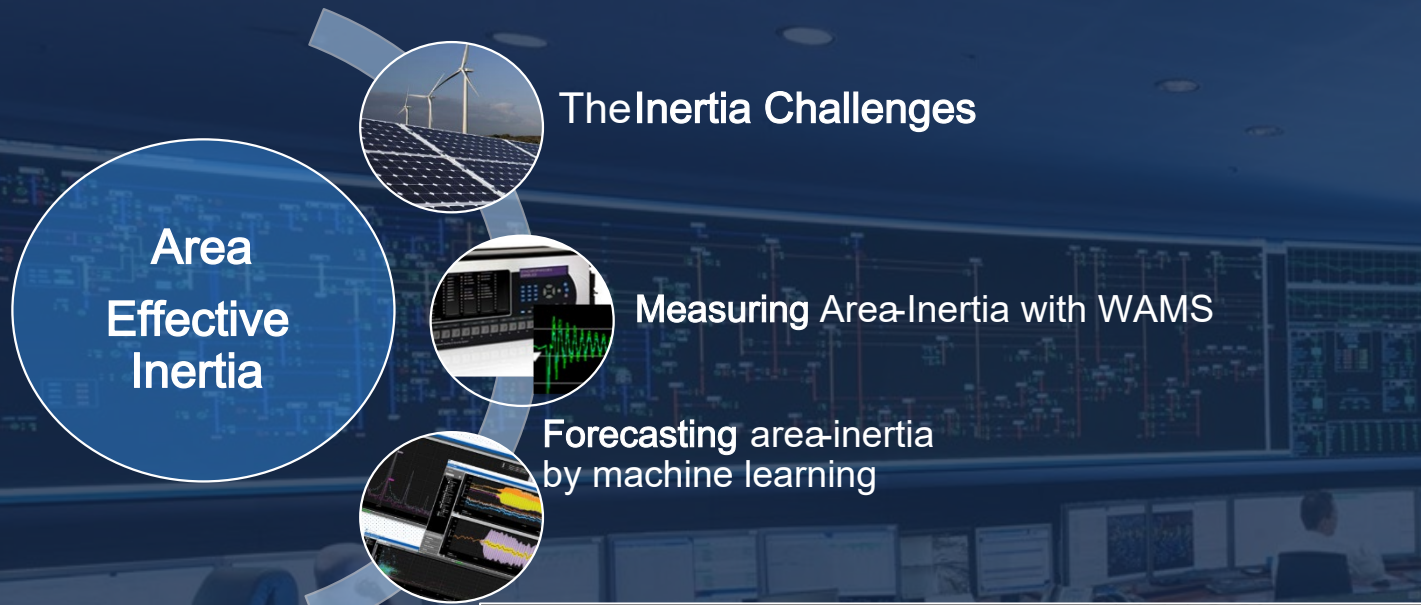 Area
Effective
Inertia
The Inertia Challenges
Measuring Area-Inertia with WAMS
Forecasting area-inertia
by machine learning